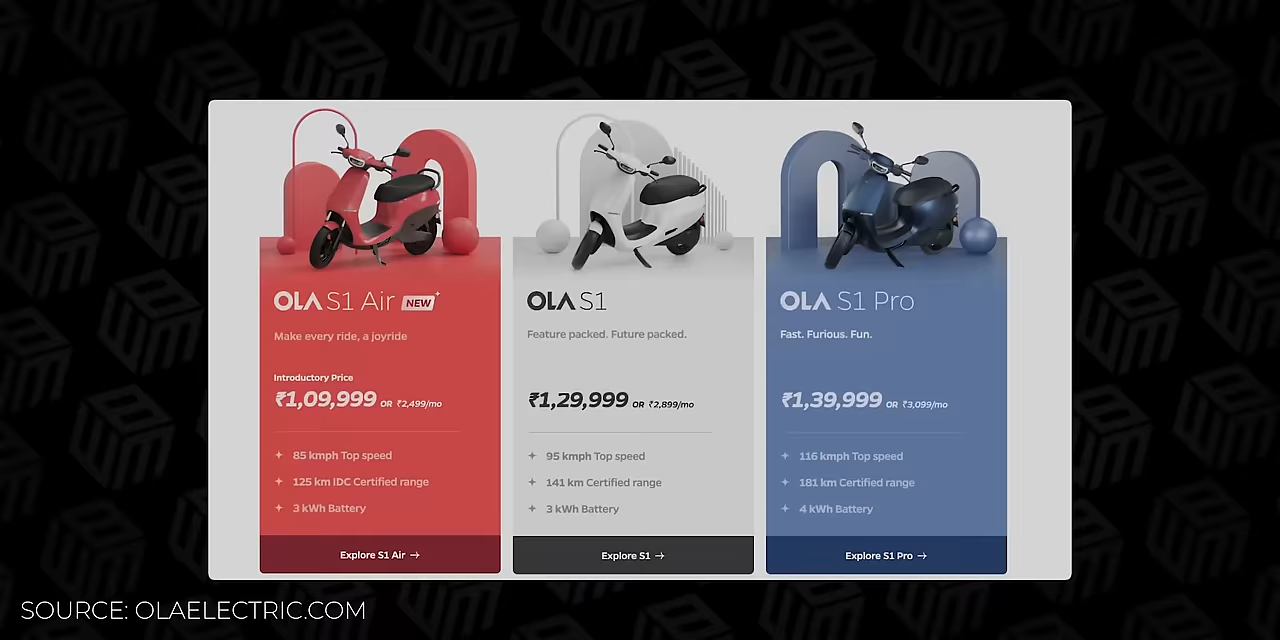 OLA S1 Air NEW
Make every ride, a joyride
Introductory Price
₹1,09,999 OR ₹2,499/mo
85 kmph Top speed
125 km IDC Certified range
3 kWh Battery
Explore S1 Air →
OLA S1
Feature packed. Future packed.
₹1,29,999 OR ₹2,899/mo
95 kmph Top speed
141 km Certified range
3 kWh Battery
Explore S1 →
OLA S1 Pro
Fast. Furious. Fun.
₹1,39,999 OR ₹3,099/mo
116 kmph Top speed
181 km Certified range
4 kWh Battery
Explore S1 Pro →
SOURCE: OLAELECTRIC.COM